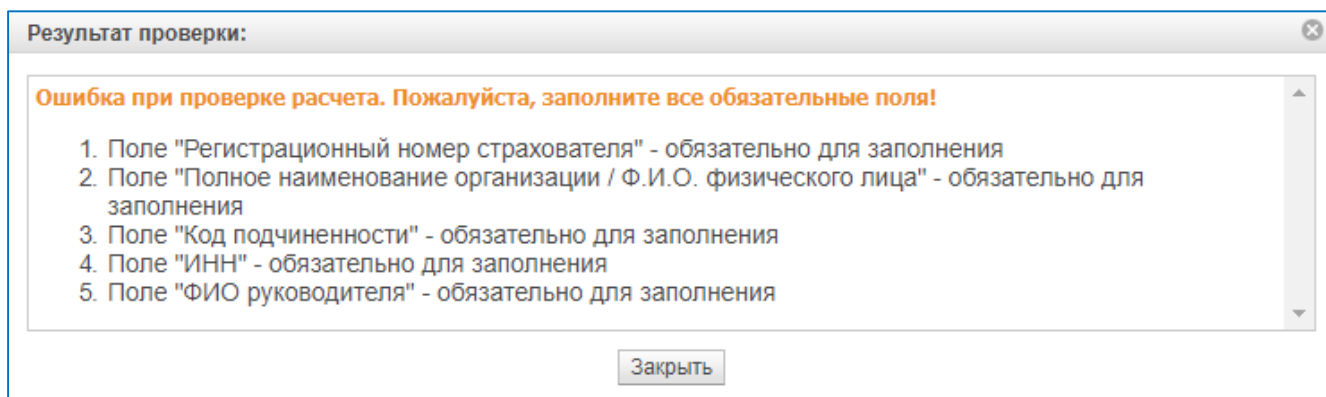 Результат проверки:
Ошибка при проверке расчета. Пожалуйста, заполните все обязательные поля!
1. Поле "Регистрационный номер страхователя" - обязательно для заполнения
2. Поле "Полное наименование организации / Ф.И.О. физического лица" - обязательно для
заполнения
3. Поле "Код подчиненности" - обязательно для заполнения
4. Поле "ИНН" - обязательно для заполнения
5. Поле "ФИО руководителя" - обязательно для заполнения
Закрыть